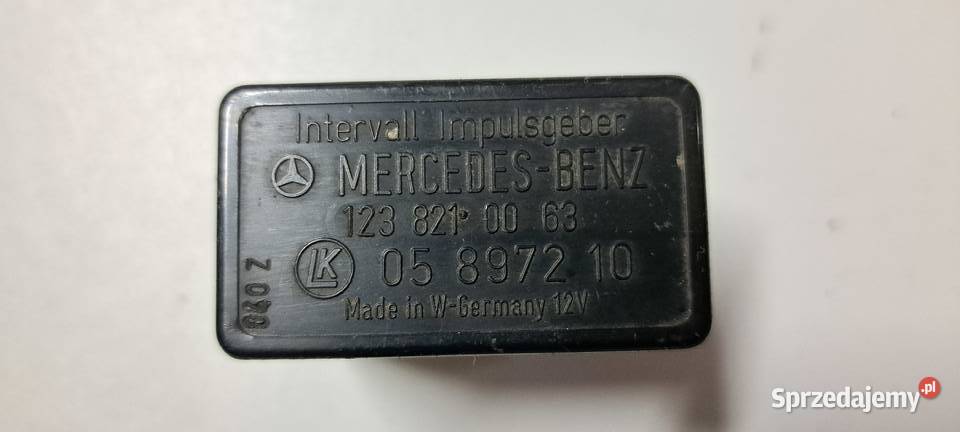 Intervall Impulsgeber
MERCEDES-BENZ
123 821 00 63
LK 05 8972 10
Made in W-Germany 12V
Sprzedajemy.pl